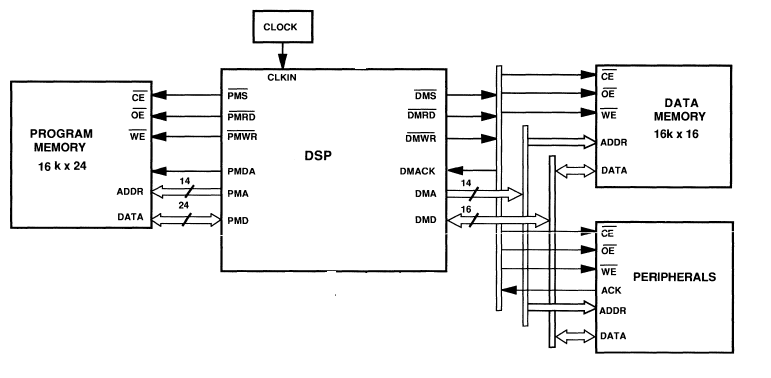 CLOCK
CLKIN
PROGRAM
MEMORY
16 k x 24
CE
OE
WE
ADDR
DATA
14
24
PMS
PMRD
PMWR
PMDA
PMA
PMD
DSP
DMS
DMRD
DMWR
DMACK
DMA
DMD
14
16
CE
OE
WE
ADDR
DATA
DATA
MEMORY
16k x 16
CE
OE
WE
ACK
ADDR
DATA
PERIPHERALS